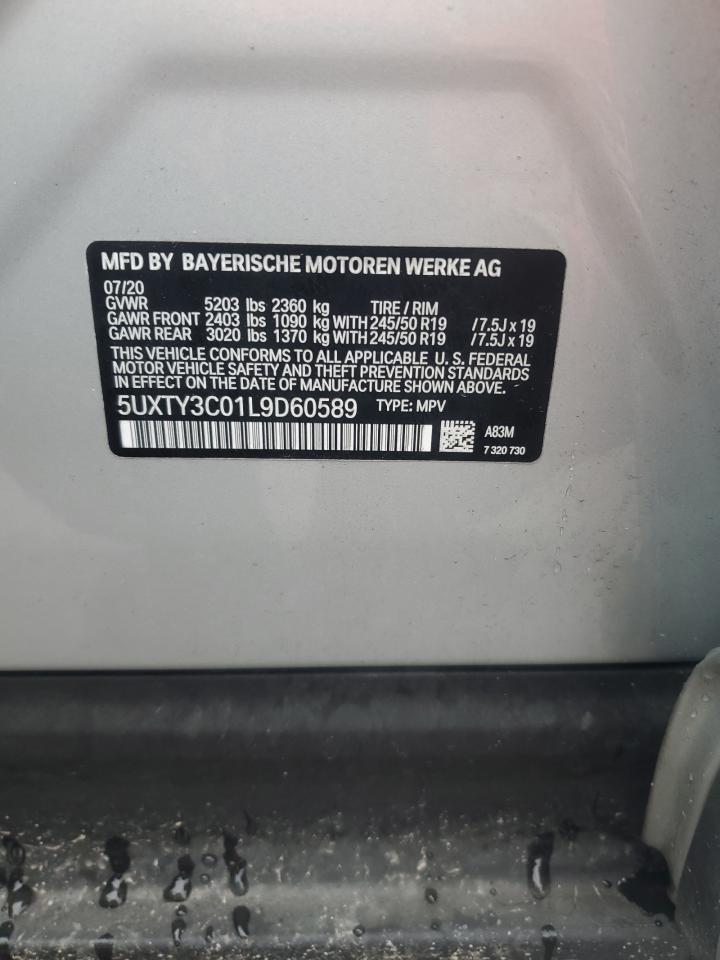 MFD BY BAYERISCHE MOTOREN WERKE AG
07/20
GVWR 5203 lbs 2360 kg TIRE / RIM
GAWR FRONT 2403 lbs 1090 kg WITH 245/50 R19 / 7.5J x 19
GAWR REAR 3020 lbs 1370 kg WITH 245/50 R19 / 7.5J x 19
THIS VEHICLE CONFORMS TO ALL APPLICABLE U. S. FEDERAL
MOTOR VEHICLE SAFETY AND THEFT PREVENTION STANDARDS
IN EFFECT ON THE DATE OF MANUFACTURE SHOWN ABOVE.
5UXTY3C01L9D60589 TYPE: MPV
A83M
7 320 730